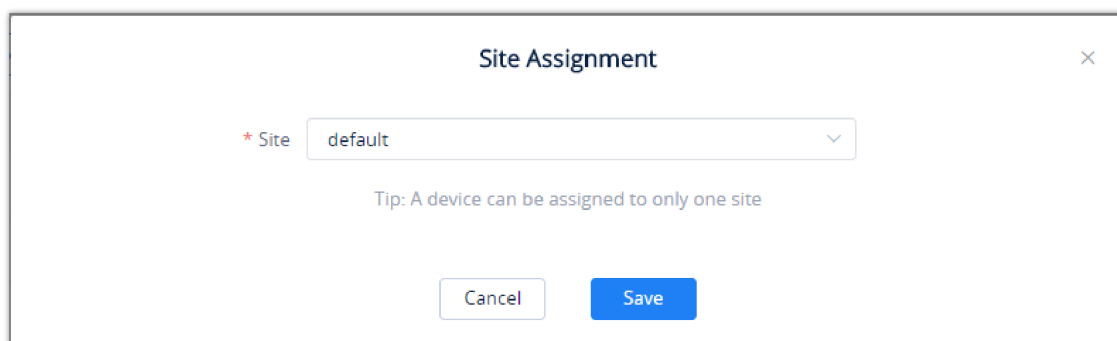 Site Assignment
* Site default
Tip: A device can be assigned to only one site
Cancel Save